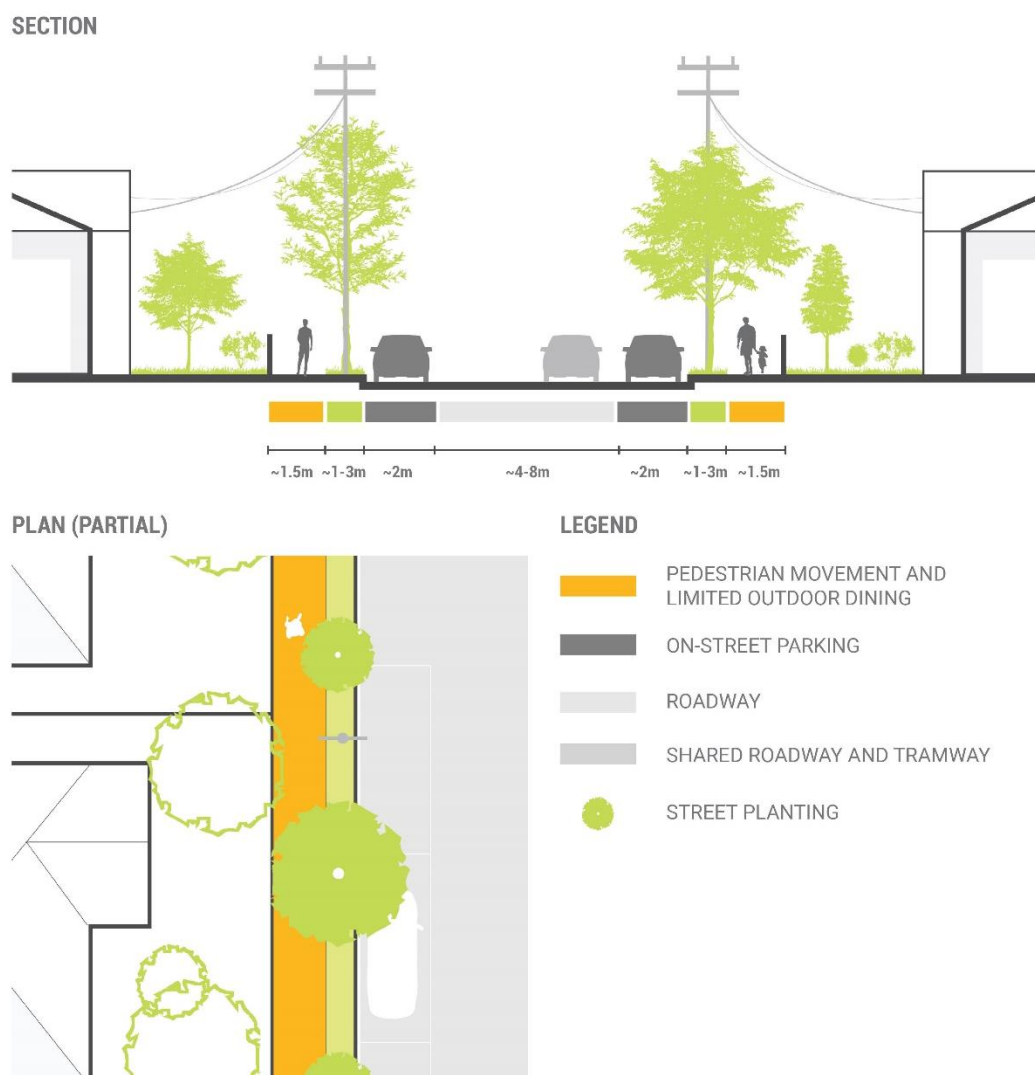 SECTION
~1.5m ~1-3m ~2m ~4-8m ~2m ~1-3m ~1.5m
PLAN (PARTIAL)
LEGEND
PEDESTRIAN MOVEMENT AND
LIMITED OUTDOOR DINING
ON-STREET PARKING
ROADWAY
SHARED ROADWAY AND TRAMWAY
STREET PLANTING